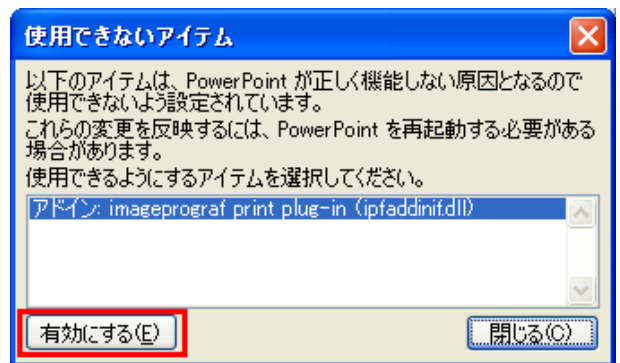 使用できないアイテム
以下のアイテムは、PowerPoint が正しく機能しない原因となるので
使用できないよう設定されています。
これらの変更を反映するには、PowerPoint を再起動する必要がある
場合があります。
使用できるようにするアイテムを選択してください。
アドイン: imageprograf print plug-in (ipfaddinif.dll)
有効にする(E)
閉じる(C)